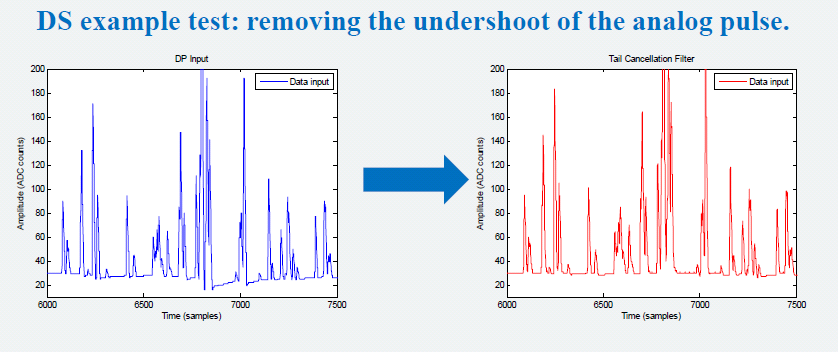 DS example test: removing the undershoot of the analog pulse.
DP Input
Data input
200
180
160
140
120
100
80
60
40
20
Amplitude (ADC counts)
6000 6500 7000 7500
Time (samples)
Tail Cancellation Filter
Data input
200
180
160
140
120
100
80
60
40
20
Amplitude (ADC counts)
6000 6500 7000 7500
Time (samples)